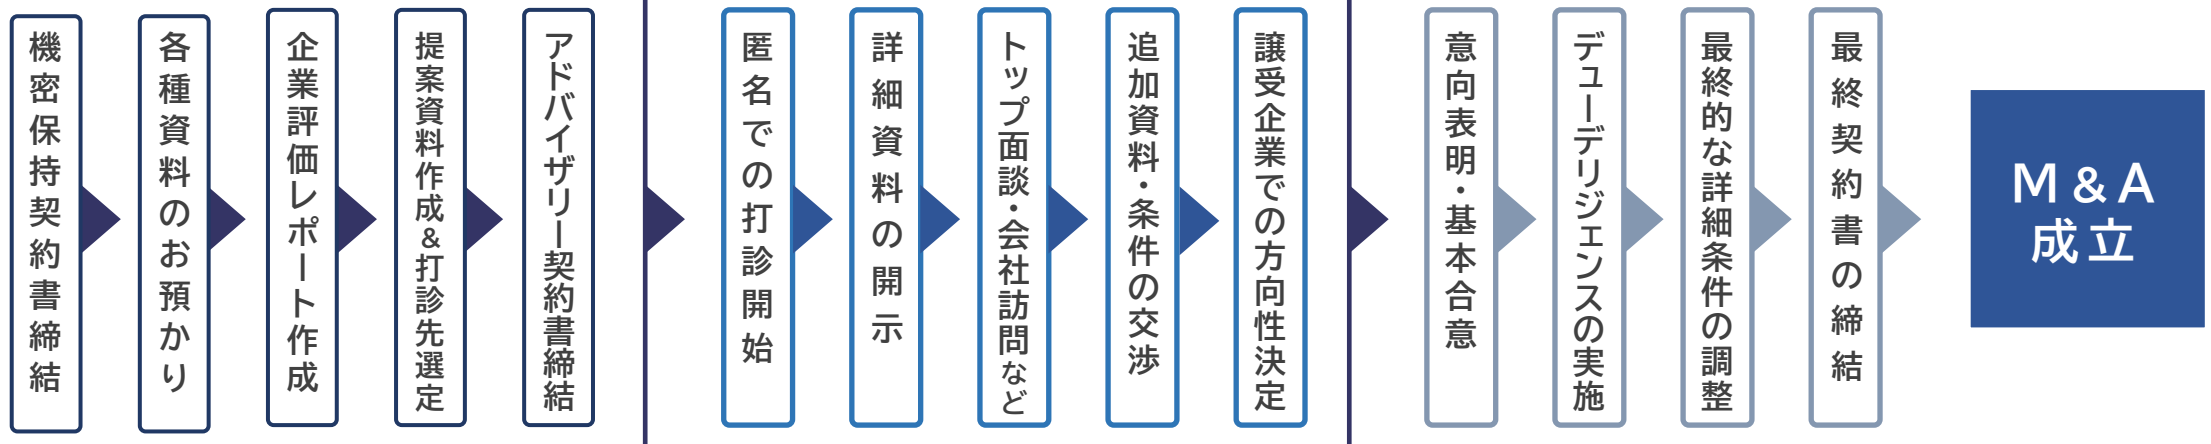 機密保持契約書締結
各種資料のお預かり
企業評価レポート作成
提案資料作成&打診先選定
アドバイザリー契約書締結
匿名での打診開始
詳細資料の開示
トップ面談・会社訪問など
追加資料・条件の交渉
譲受企業での方向性決定
意向表明・基本合意
デューデリジェンスの実施
最終的な詳細条件の調整
最終契約書の締結
M&A
成立